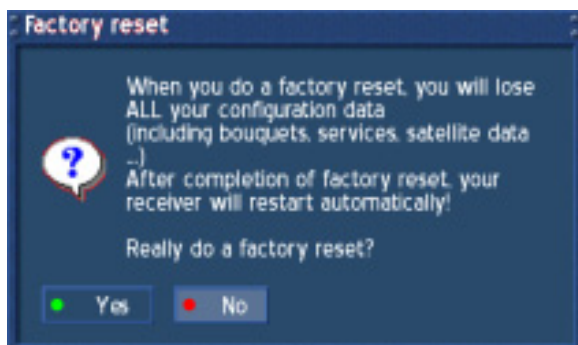 Factory reset
When you do a factory reset, you will lose
ALL your configuration data
(including bouquets, services, satellite data
...)
After completion of factory reset, your
receiver will restart automatically!
Really do a factory reset?
Yes No